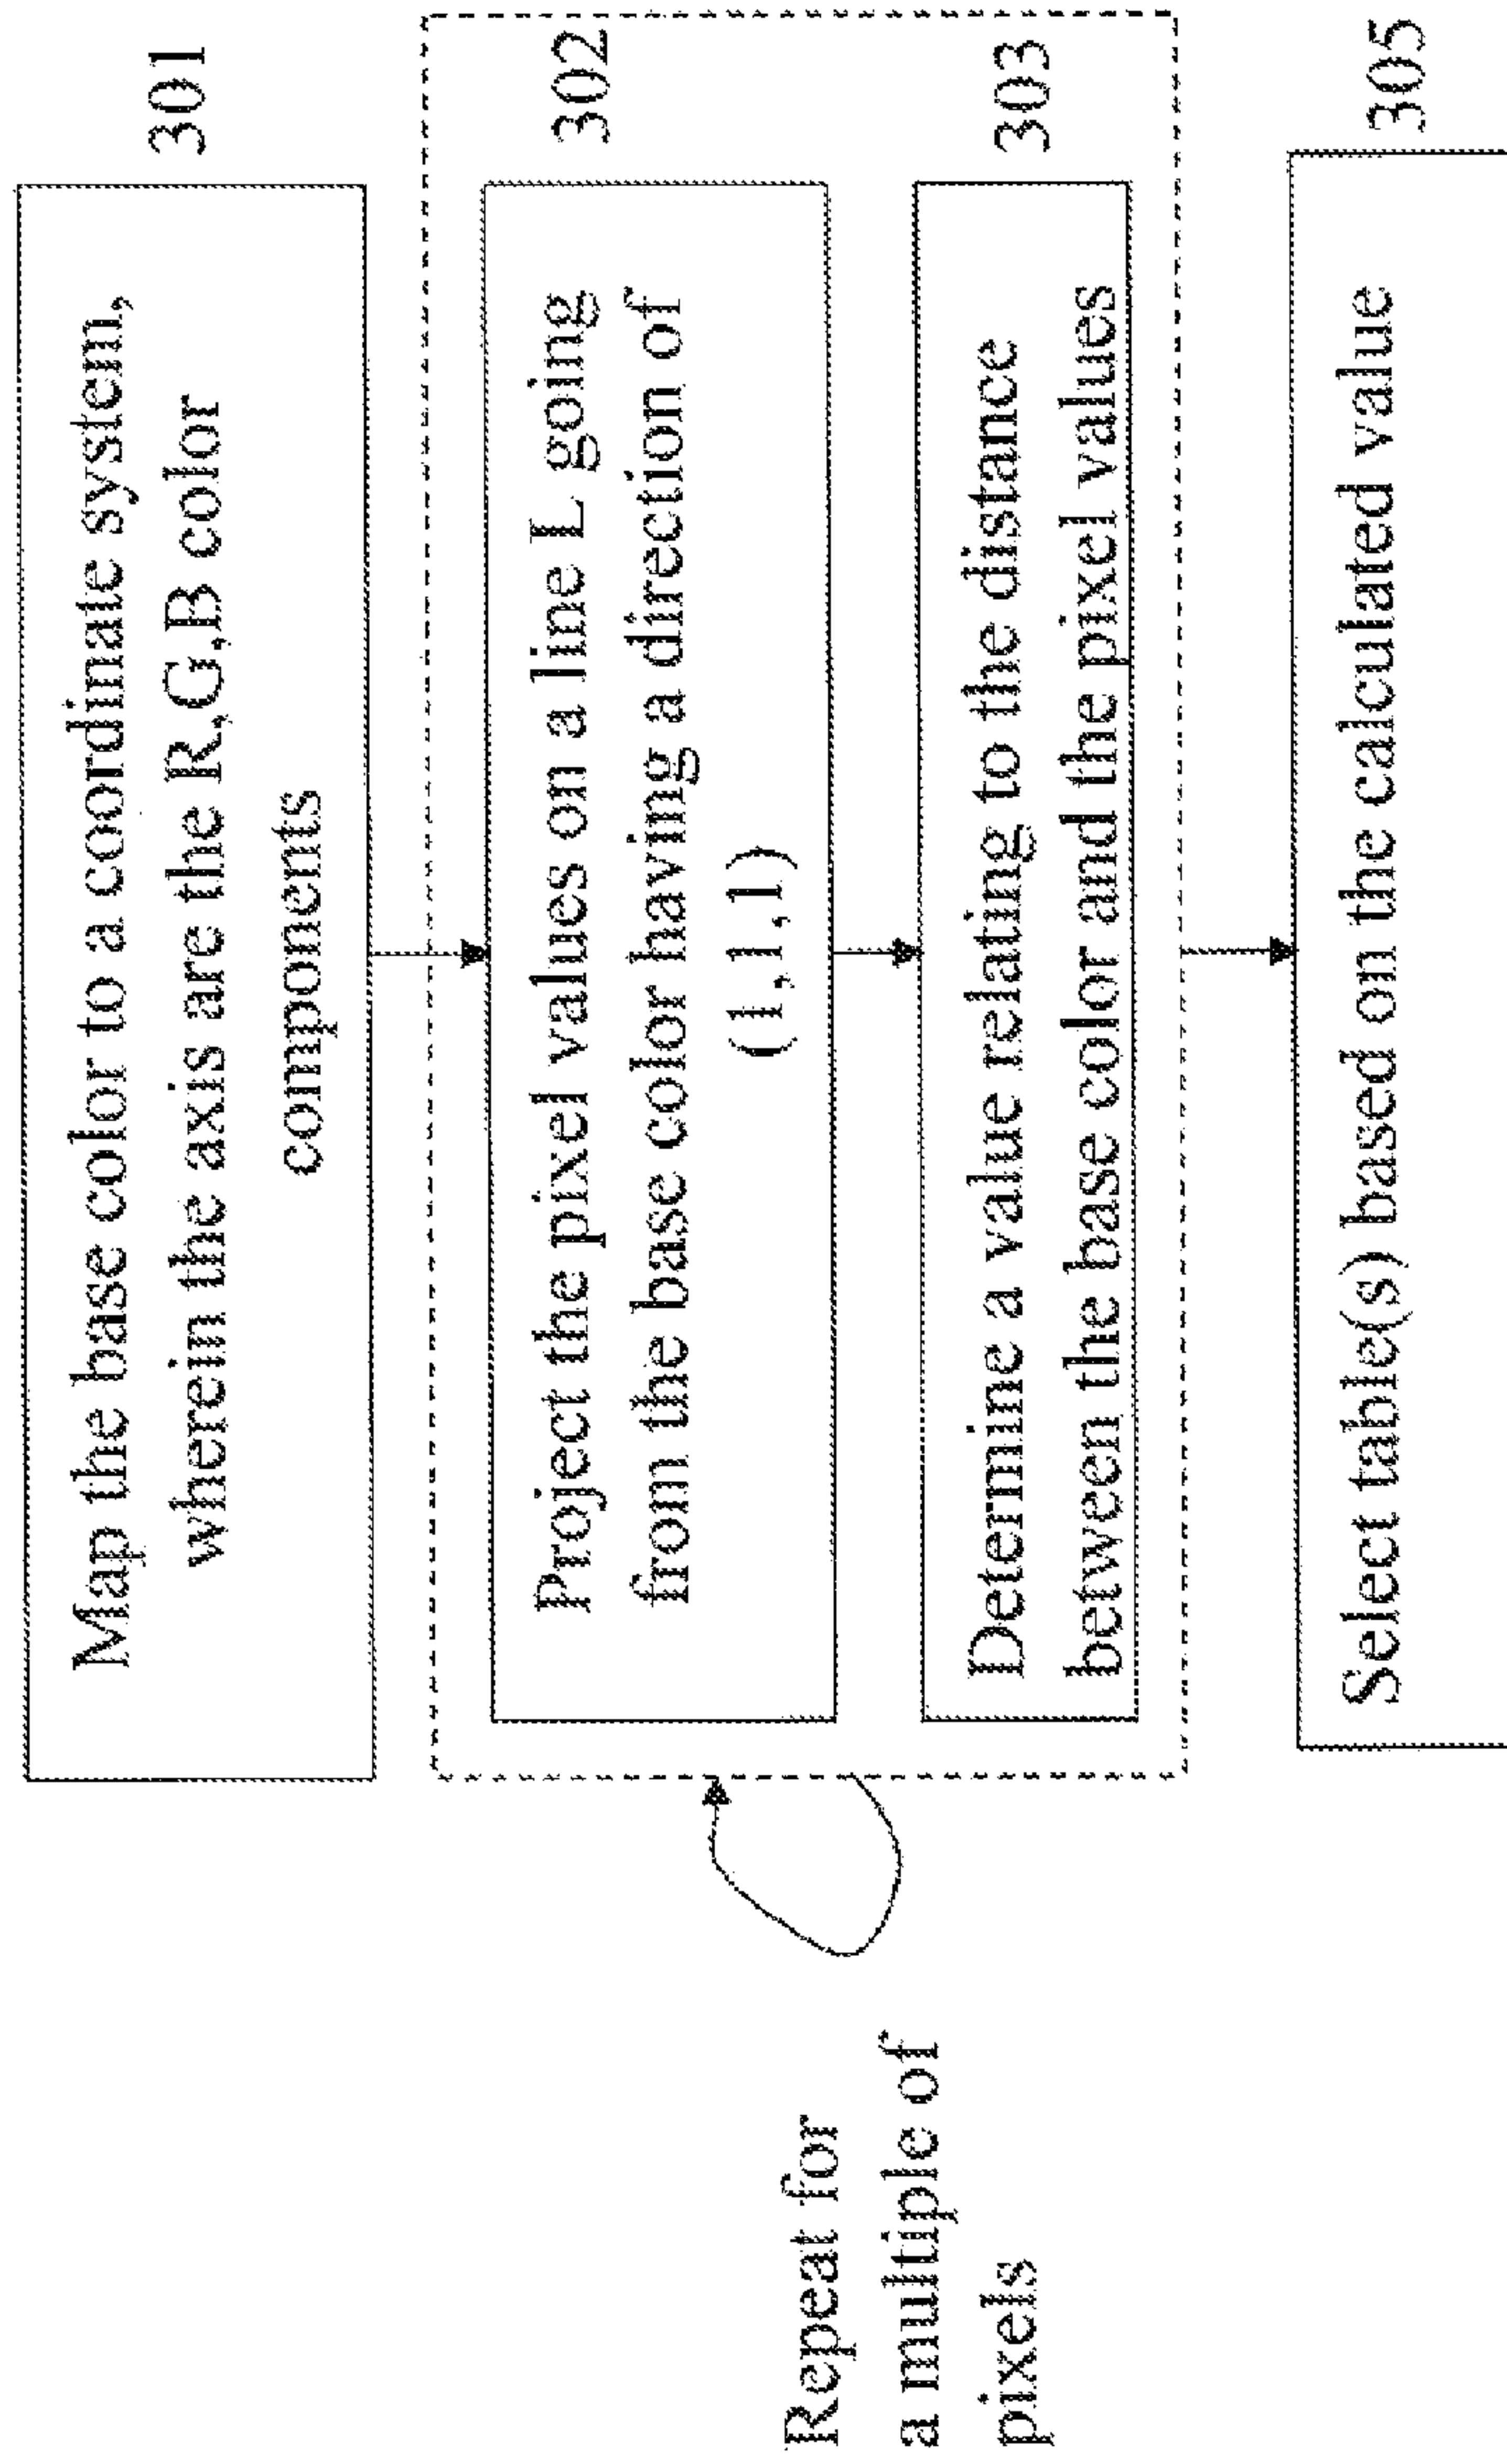 Map the base color to a coordinate system,
wherein the axis are the R,G,B color
components
301
Project the pixel values on a line L going
from the base color having a direction of
(1,1,1)
302
Determine a value relating to the distance
between the base color and the pixel values
303
Repeat for
a multiple of
pixels
Select table(s) based on the calculated value
305